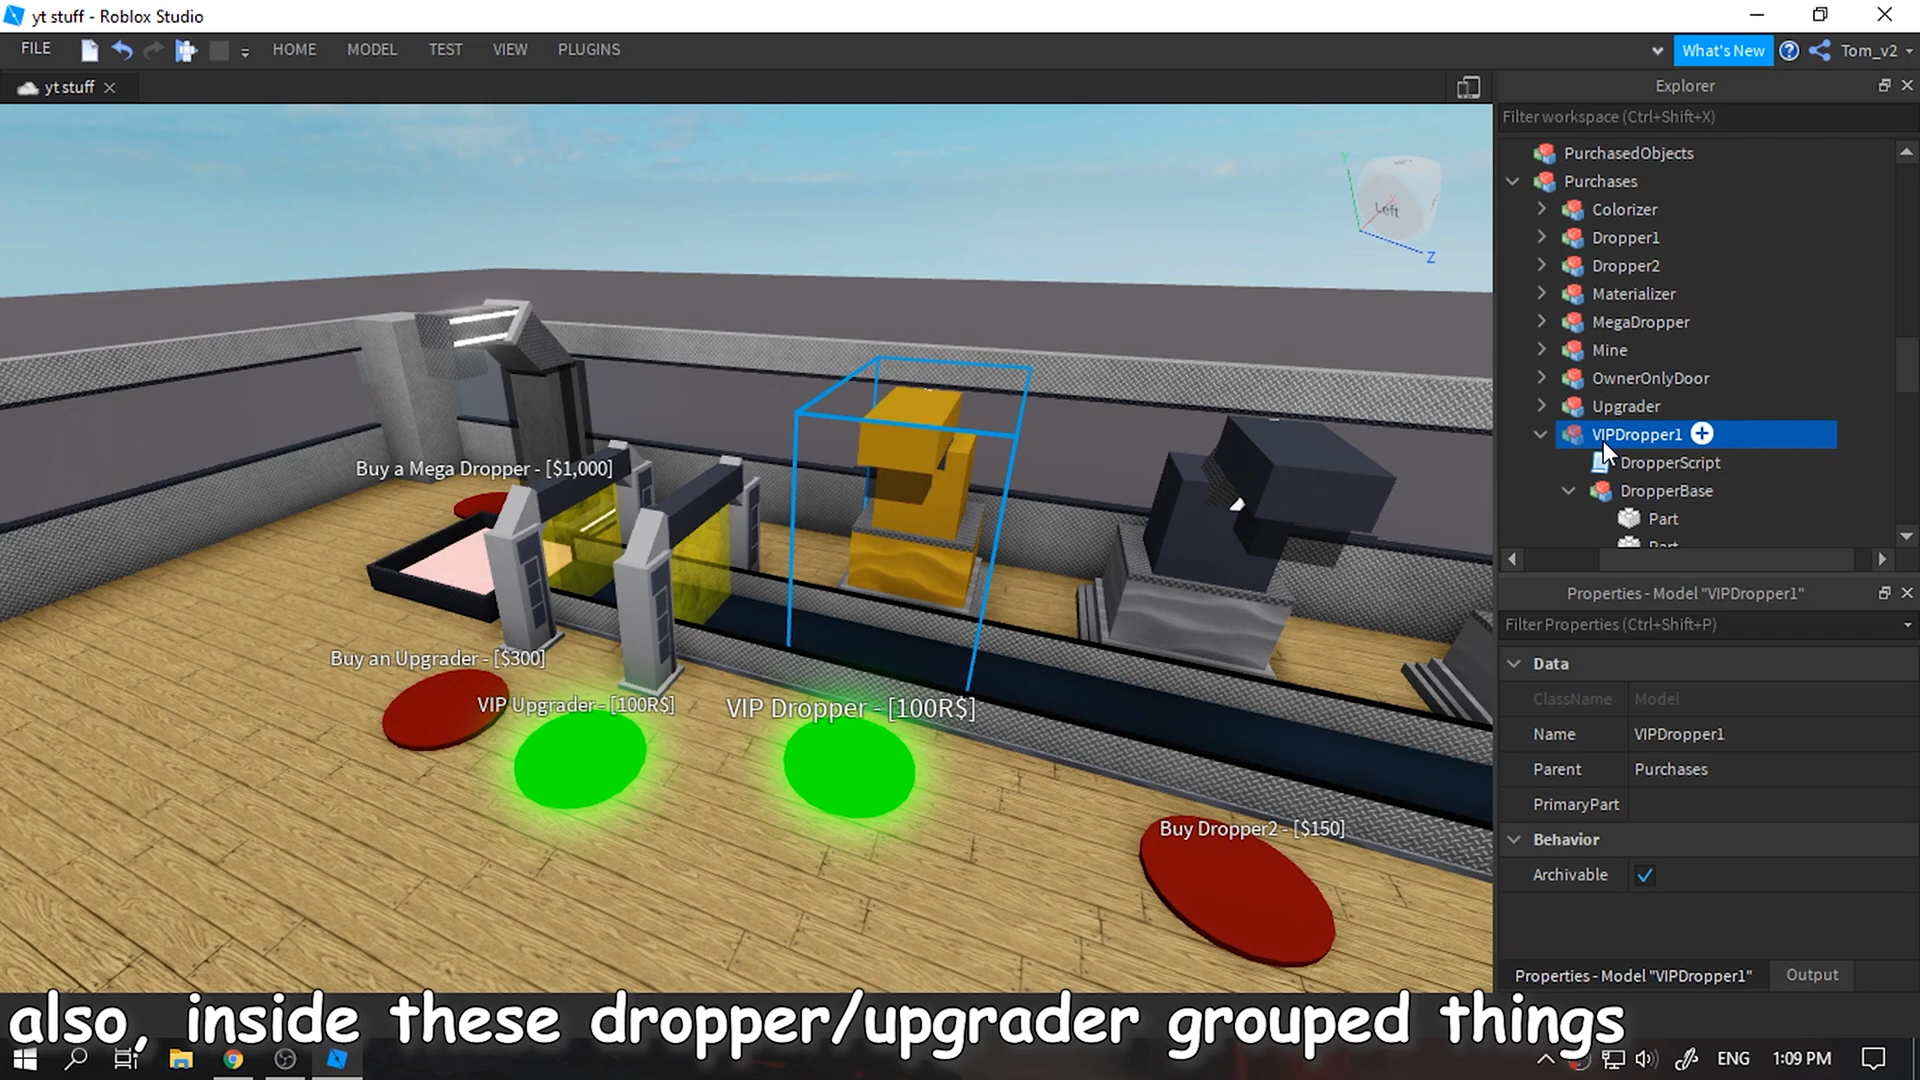 yt stuff - Roblox Studio
FILE
HOME
MODEL
TEST
VIEW
PLUGINS
What's New
Tom_v2
yt stuff
Explorer
Filter workspace (Ctrl+Shift+X)
PurchasedObjects
Purchases
Colorizer
Dropper1
Dropper2
Materializer
MegaDropper
Mine
OwnerOnlyDoor
Upgrader
VIPDropper1
DropperScript
DropperBase
Part
Part
Y
Left
Z
Buy a Mega Dropper - [$1,000]
Buy an Upgrader - [$300]
VIP Upgrader - [100R$]
VIP Dropper - [100R$]
Buy Dropper2 - [$150]
Properties - Model "VIPDropper1"
Filter Properties (Ctrl+Shift+P)
Data
ClassName Model
Name VIPDropper1
Parent Purchases
PrimaryPart
Behavior
Archivable
Properties - Model "VIPDropper1"
Output
also, inside these dropper/upgrader grouped things
ENG
1:09 PM